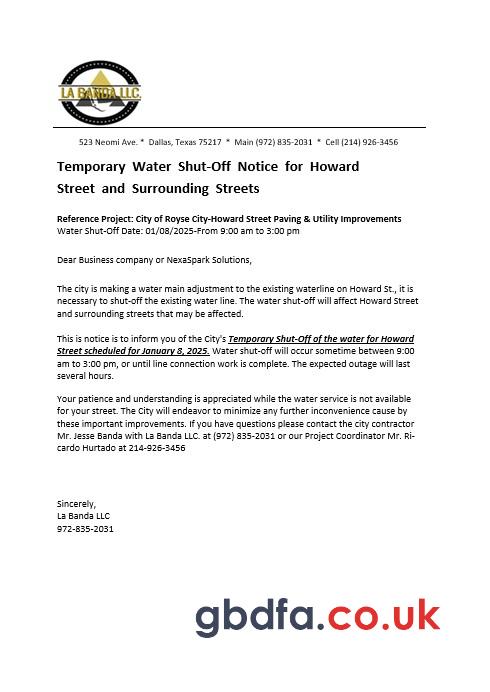 LA BANDA LLC.
523 Neomi Ave. * Dallas, Texas 75217 * Main (972) 835-2031 * Cell (214) 926-3456
Temporary Water Shut-Off Notice for Howard
Street and Surrounding Streets
Reference Project: City of Royse City-Howard Street Paving & Utility Improvements
Water Shut-Off Date: 01/08/2025-From 9:00 am to 3:00 pm
Dear Business company or NexaSpark Solutions,
The city is making a water main adjustment to the existing waterline on Howard St., it is
necessary to shut-off the existing water line. The water shut-off will affect Howard Street
and surrounding streets that may be affected.
This is notice is to inform you of the City's Temporary Shut-Off of the water for Howard
Street scheduled for January 8, 2025. Water shut-off will occur sometime between 9:00
am to 3:00 pm, or until line connection work is complete. The expected outage will last
several hours.
Your patience and understanding is appreciated while the water service is not available
for your street. The City will endeavor to minimize any further inconvenience cause by
these important improvements. If you have questions please contact the city contractor
Mr. Jesse Banda with La Banda LLC. at (972) 835-2031 or our Project Coordinator Mr. Ri-
cardo Hurtado at 214-926-3456
Sincerely,
La Banda LLC
972-835-2031
gbdfa.co.uk